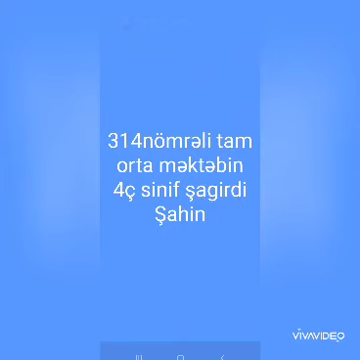 314nömrəli tam
orta məktəbin
4ç sinif şagirdi
Şahin
VIVAVIDEO